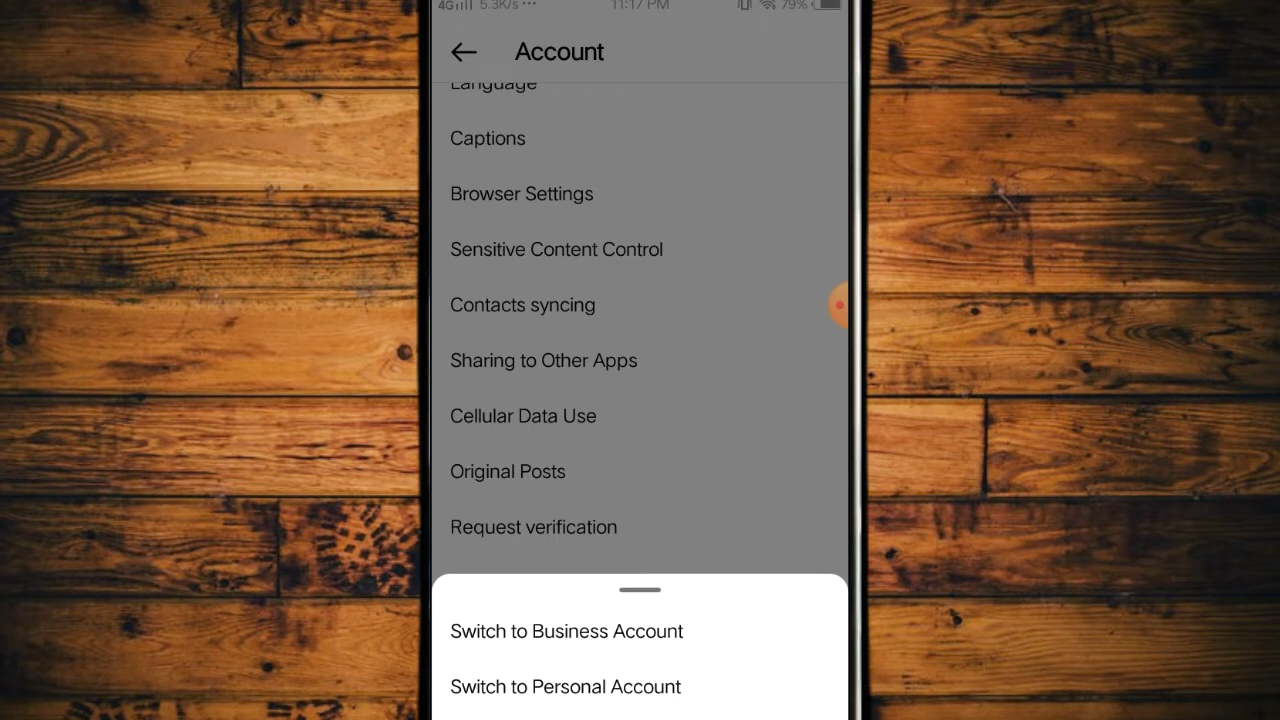 4G 5.3K/s ··· 11:17 PM 79%
Account
Language
Captions
Browser Settings
Sensitive Content Control
Contacts syncing
Sharing to Other Apps
Cellular Data Use
Original Posts
Request verification
Switch to Business Account
Switch to Personal Account